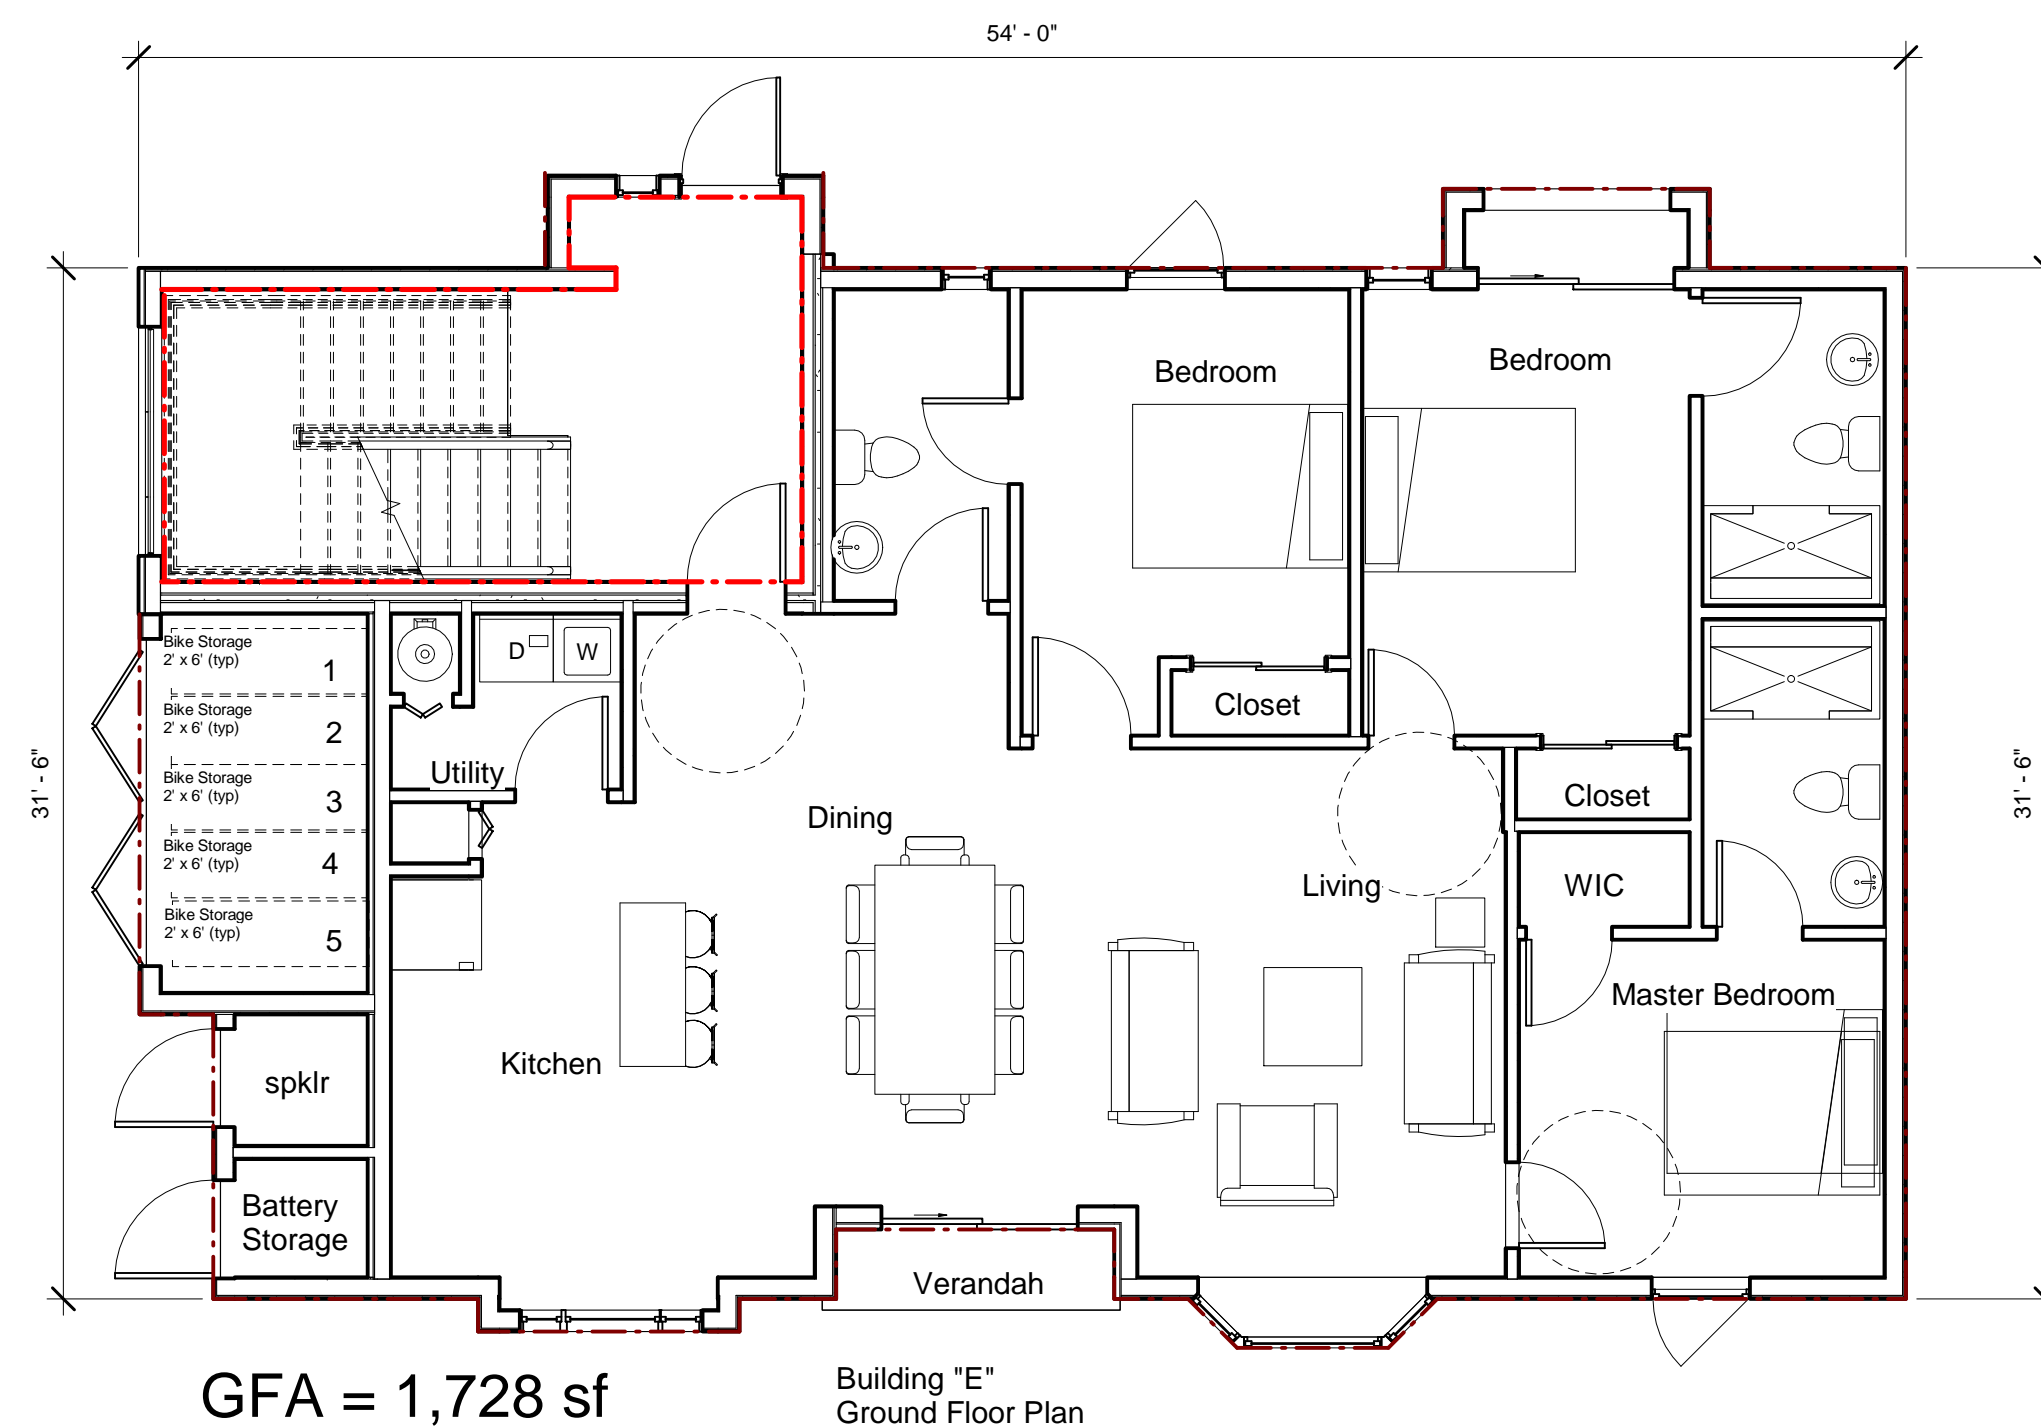 54' - 0"
Bedroom
Bedroom
Bike Storage
2' x 6' (typ)
1
D
W
Bike Storage
2' x 6' (typ)
2
Closet
Utility
Bike Storage
2' x 6' (typ)
3
31' - 6"
31' - 6"
Dining
Closet
Bike Storage
2' x 6' (typ)
4
Living
WIC
Bike Storage
2' x 6' (typ)
5
Master Bedroom
Kitchen
spklr
Battery
Storage
Verandah
GFA = 1,728 sf
Building "E"
Ground Floor Plan